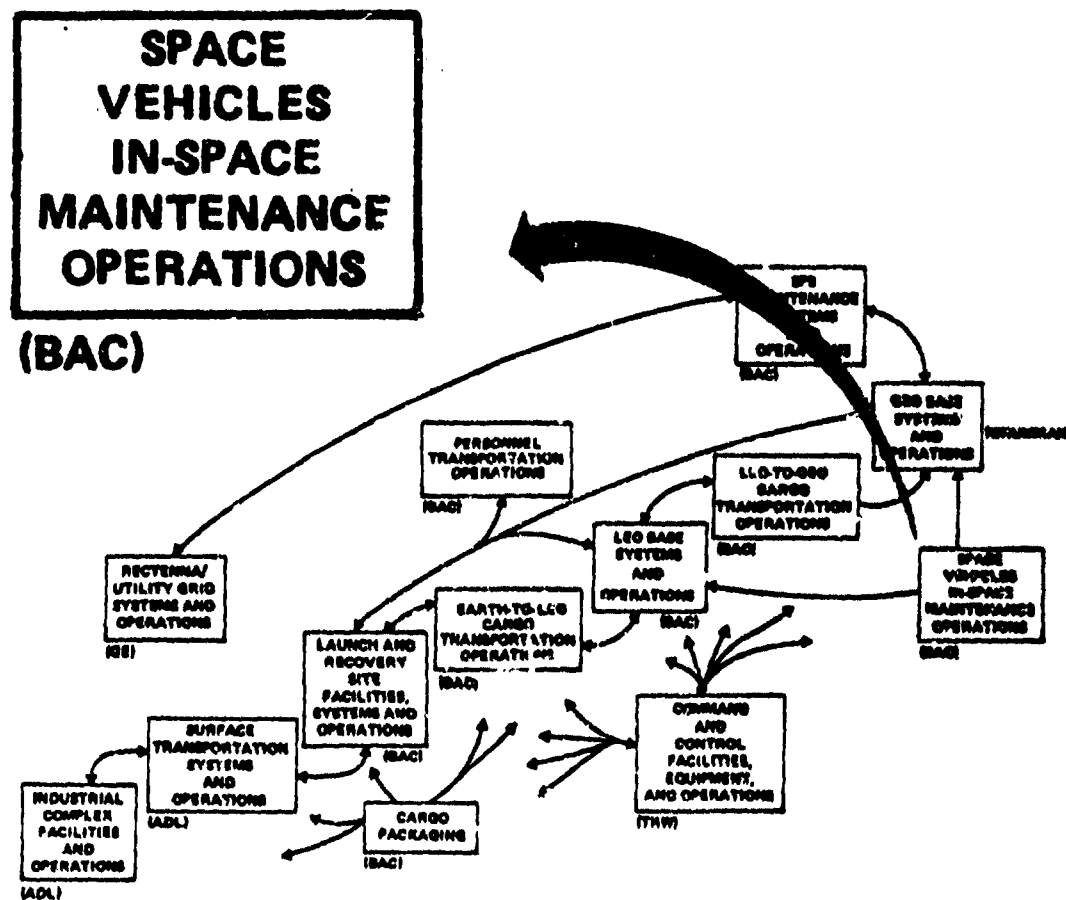 SPACE
VEHICLES
IN-SPACE
MAINTENANCE
OPERATIONS
(BAC)
OPERATIONS
(BAC)
GEO BASE
SYSTEMS
AND
OPERATIONS
PERSONNEL
TRANSPORTATION
OPERATIONS
(BAC)
LEO-TO-GEO
CARGO
TRANSPORTATION
OPERATIONS
(BAC)
LEO BASE
SYSTEMS
AND
OPERATIONS
(BAC)
SPACE
VEHICLES
IN-SPACE
MAINTENANCE
OPERATIONS
(BAC)
RECTENNA/
UTILITY GRID
SYSTEMS AND
OPERATIONS
(GE)
EARTH-TO-LEO
CARGO
TRANSPORTATION
LAUNCH AND
RECOVERY
SITE
FACILITIES,
SYSTEMS AND
OPERATIONS
(BAC)
(BAC)
COMMAND
AND
CONTROL
FACILITIES,
EQUIPMENT,
AND OPERATIONS
(TRW)
SURFACE
TRANSPORTATION
SYSTEMS
AND
OPERATIONS
(ADL)
CARGO
PACKAGING
(BAC)
INDUSTRIAL
COMPLEX
FACILITIES
AND
OPERATIONS
(ADL)